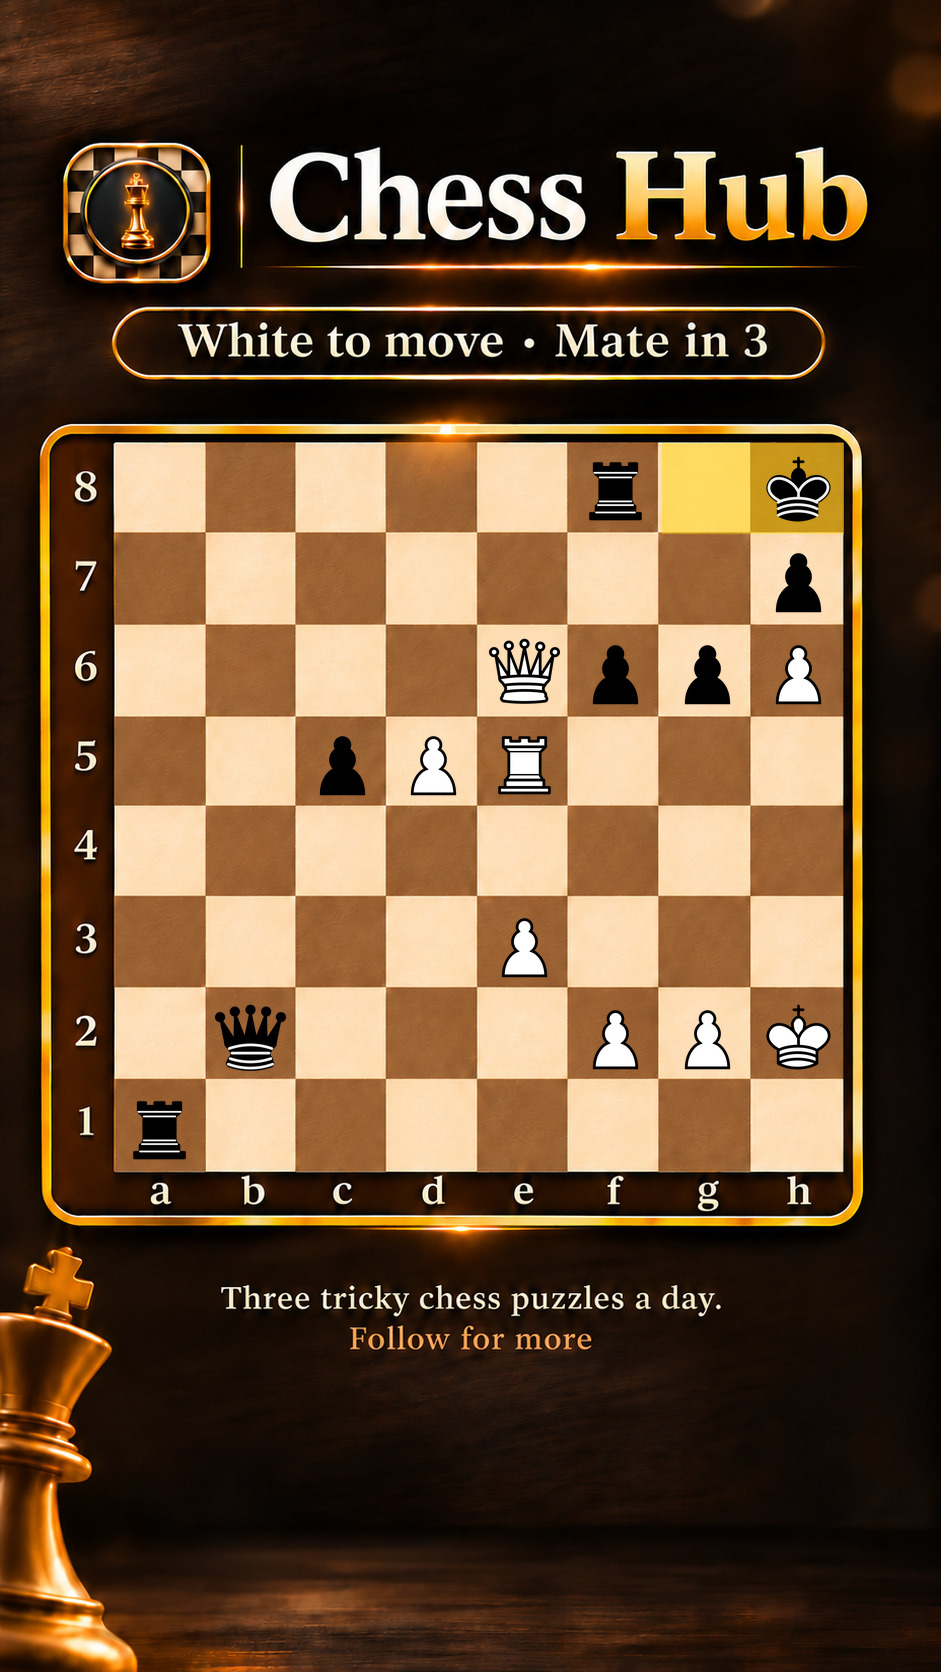 Chess Hub
White to move • Mate in 3
8
7
6
5
4
3
2
1
a b c d e f g h
Three tricky chess puzzles a day.
Follow for more